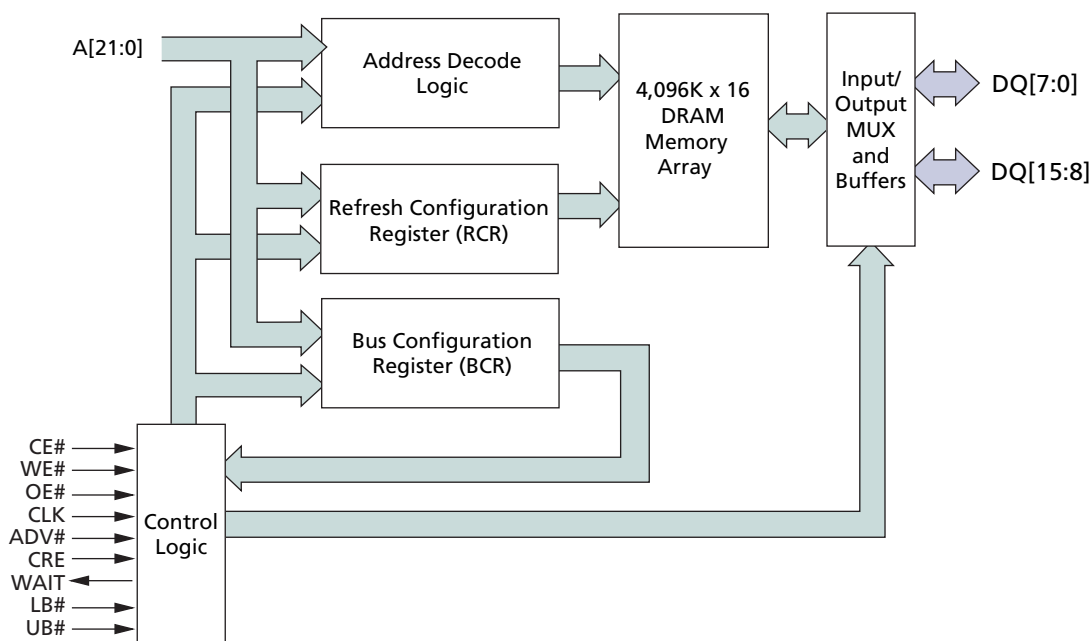 A[21:0]
Address Decode
Logic
4,096K x 16
DRAM
Memory
Array
Input/
Output
MUX
and
Buffers
DQ[7:0]
DQ[15:8]
Refresh Configuration
Register (RCR)
Bus Configuration
Register (BCR)
CE#
WE#
OE#
CLK
ADV#
CRE
WAIT
LB#
UB#
Control
Logic